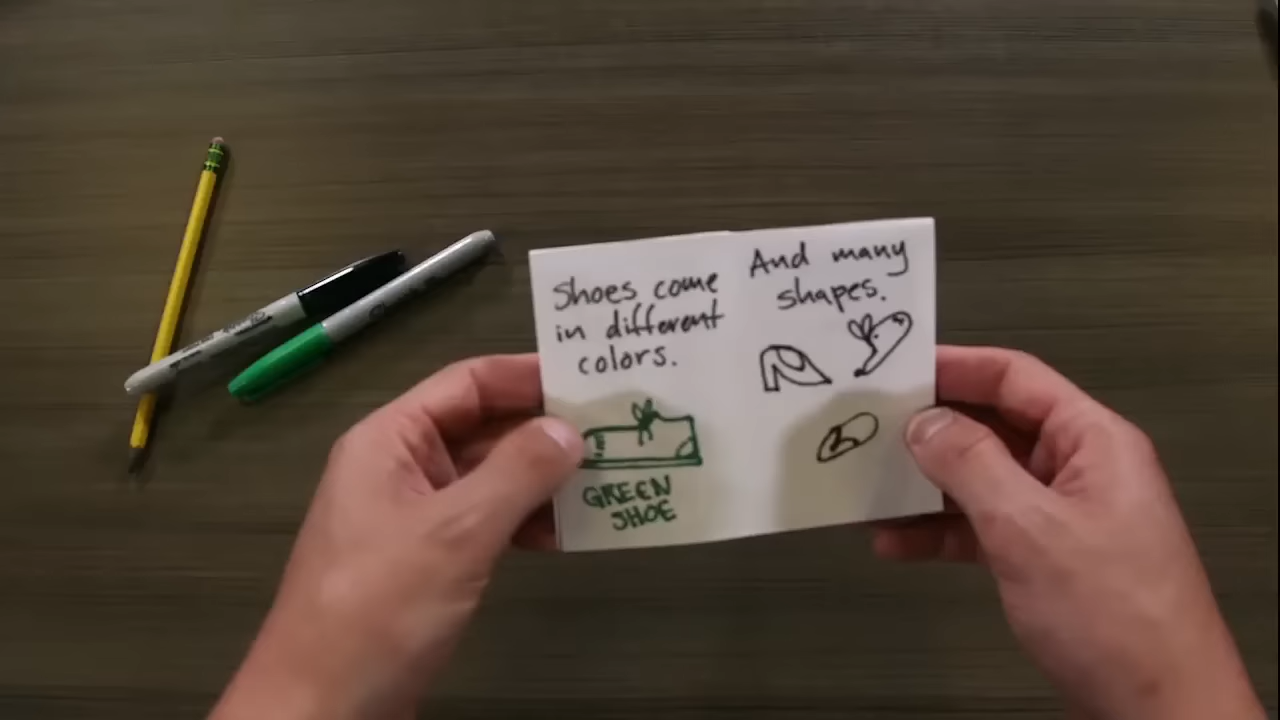 Shoes come
in different
colors.
GREEN
SHOE
And many
shapes.